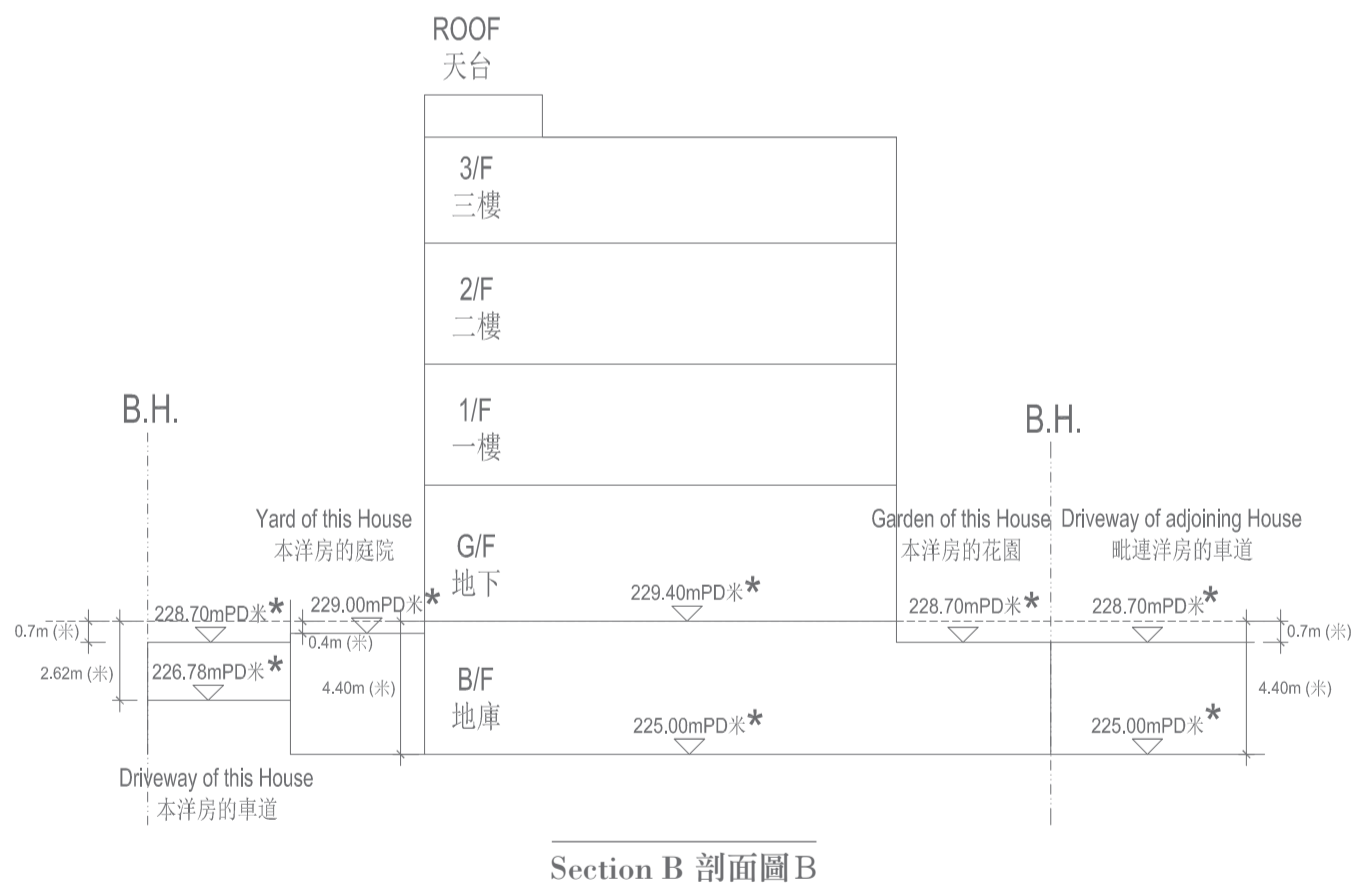 ROOF
天台
3/F
三樓
2/F
二樓
1/F
一樓
B.H.
B.H.
Yard of this House
本洋房的庭院
G/F
地下
Garden of this House
本洋房的花園
Driveway of adjoining House
毗連洋房的車道
228.70mPD米*
229.00mPD米*
229.40mPD米*
228.70mPD米*
228.70mPD米*
0.7m (米)
0.4m (米)
0.7m (米)
2.62m (米)
226.78mPD米*
4.40m (米)
B/F
地庫
4.40m (米)
225.00mPD米*
225.00mPD米*
Driveway of this House
本洋房的車道
Section B 剖面圖B